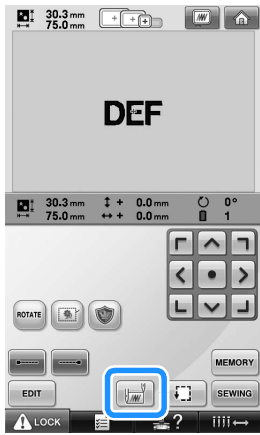 30.3 mm
75.0 mm
DEF
30.3 mm + 0.0 mm 0°
75.0 mm + 0.0 mm 1
ROTATE
MEMORY
EDIT SEWING
LOCK ?